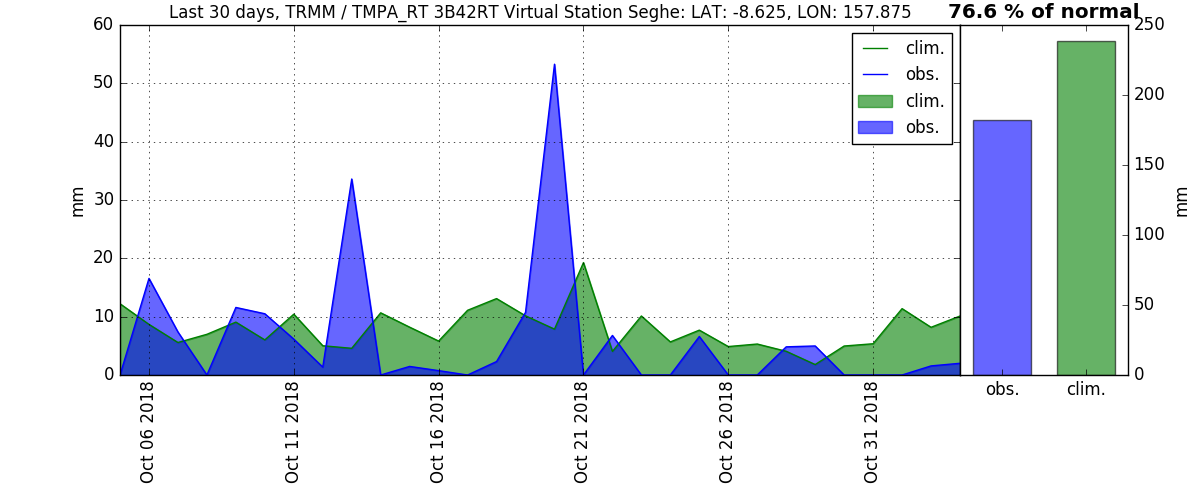 Last 30 days, TRMM / TMPA_RT 3B42RT Virtual Station Seghe: LAT: -8.625, LON: 157.875
76.6 % of normal
60
50
40
30
20
10
0
mm
clim.
obs.
clim.
obs.
250
200
150
100
50
0
mm
obs.
clim.
Oct 06 2018
Oct 11 2018
Oct 16 2018
Oct 21 2018
Oct 26 2018
Oct 31 2018